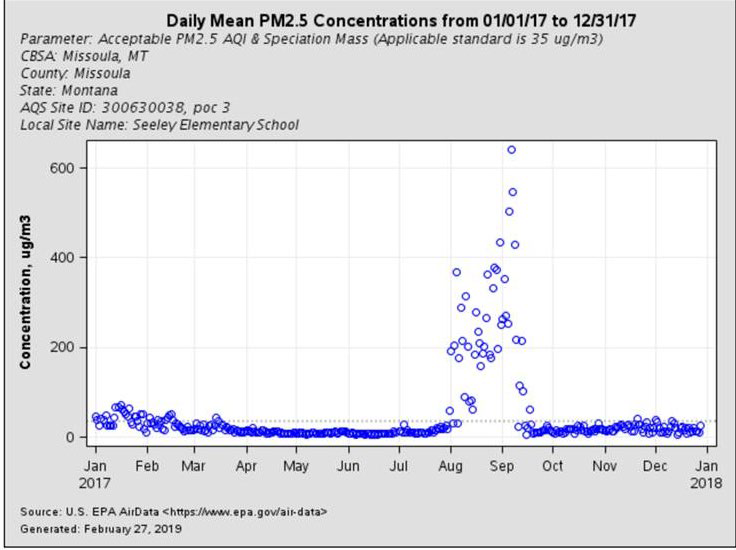 Daily Mean PM2.5 Concentrations from 01/01/17 to 12/31/17
Parameter: Acceptable PM2.5 AQI & Speciation Mass (Applicable standard is 35 ug/m3)
CBSA: Missoula, MT
County: Missoula
State: Montana
AQS Site ID: 300630038, poc 3
Local Site Name: Seeley Elementary School
Concentration, ug/m3
600
400
200
0
Jan Feb Mar Apr May Jun Jul Aug Sep Oct Nov Dec Jan
2017 2018
Source: U.S. EPA AirData <https://www.epa.gov/air-data>
Generated: February 27, 2019